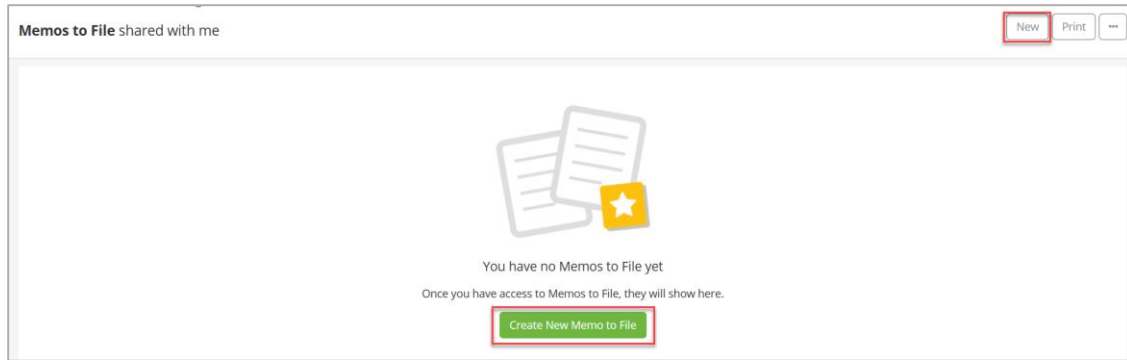 Memos to File shared with me
New
Print
...
You have no Memos to File yet
Once you have access to Memos to File, they will show here.
Create New Memo to File